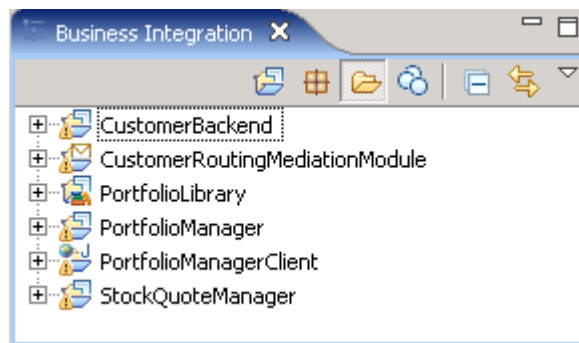 Business Integration
CustomerBackend
CustomerRoutingMediationModule
PortfolioLibrary
PortfolioManager
PortfolioManagerClient
StockQuoteManager